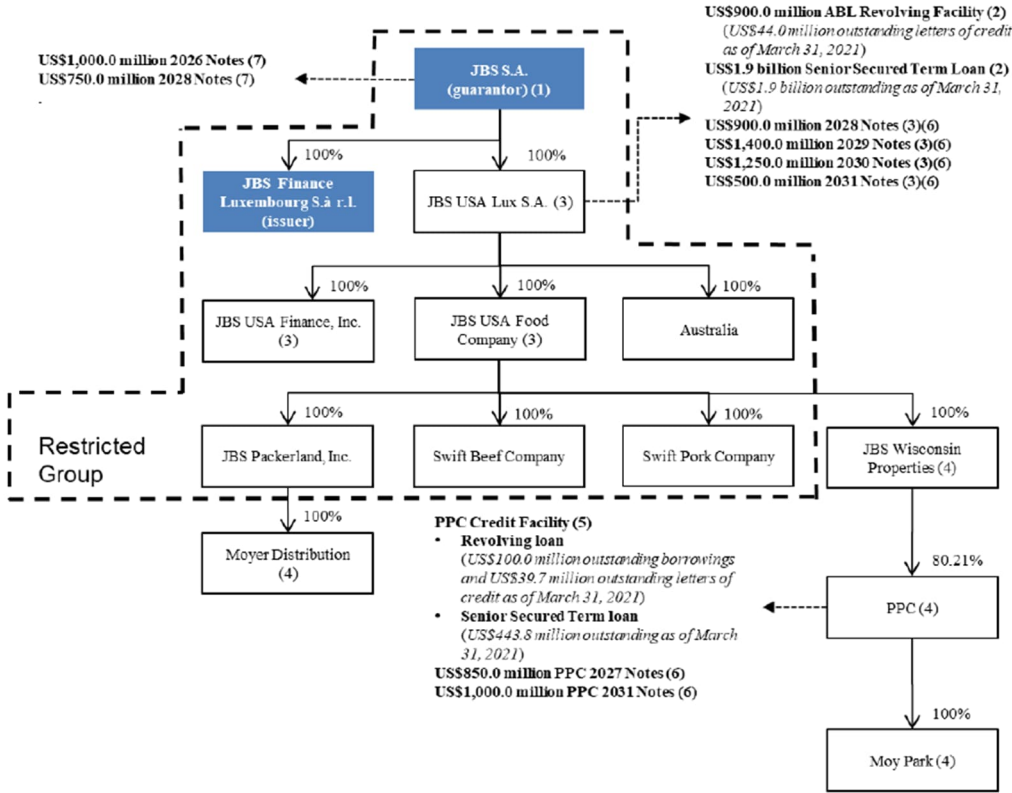 US$900.0 million ABL Revolving Facility (2)
(US$44.0 million outstanding letters of credit
as of March 31, 2021)
US$1.9 billion Senior Secured Term Loan (2)
(US$1.9 billion outstanding as of March 31,
2021)
US$900.0 million 2028 Notes (3)(6)
US$1,400.0 million 2029 Notes (3)(6)
US$1,250.0 million 2030 Notes (3)(6)
US$500.0 million 2031 Notes (3)(6)
US$1,000.0 million 2026 Notes (7)
US$750.0 million 2028 Notes (7)
.
JBS S.A.
(guarantor) (1)
100%
100%
JBS Finance
Luxembourg S.à r.l.
(issuer)
JBS USA Lux S.A. (3)
100%
100%
100%
JBS USA Finance, Inc.
(3)
JBS USA Food
Company (3)
Australia
100%
100%
100%
100%
Restricted
Group
JBS Packerland, Inc.
Swift Beef Company
Swift Pork Company
JBS Wisconsin
Properties (4)
100%
Moyer Distribution
(4)
PPC Credit Facility (5)
• Revolving loan
(US$100.0 million outstanding borrowings
and US$39.7 million outstanding letters of
credit as of March 31, 2021)
• Senior Secured Term loan
(US$443.8 million outstanding as of March
31, 2021)
US$850.0 million PPC 2027 Notes (6)
US$1,000.0 million PPC 2031 Notes (6)
80.21%
PPC (4)
100%
Moy Park (4)